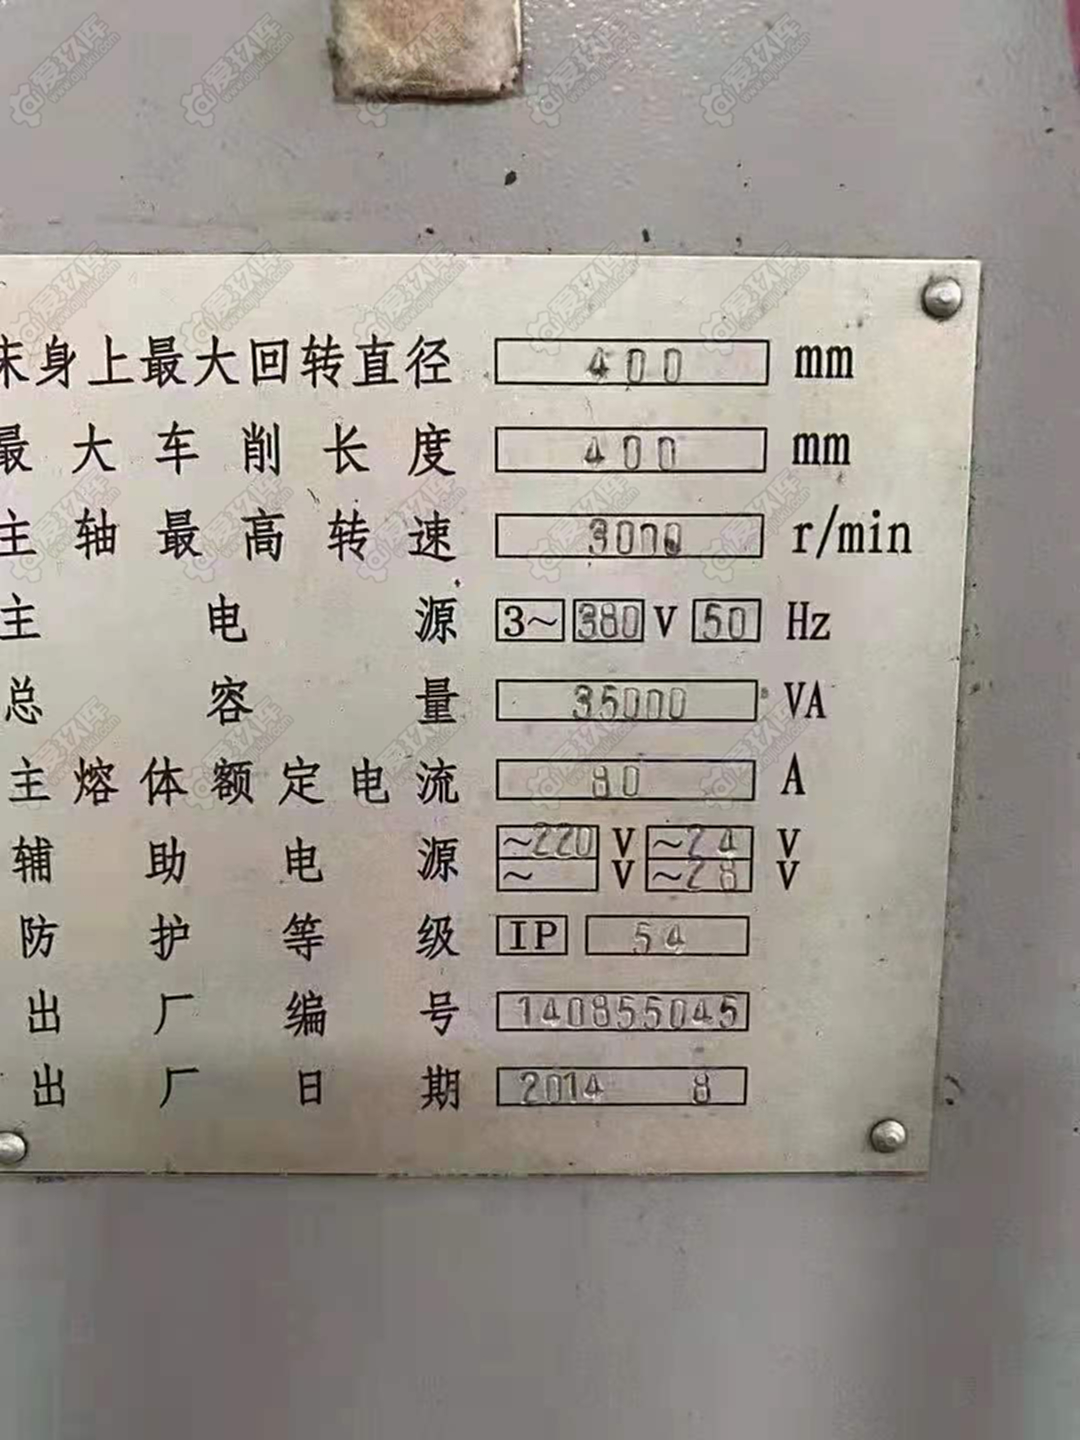 床身上最大回转直径 400 mm
最大车削长度 400 mm
主轴最高转速 3000 r/min
主电源 3~ 380 V 50 Hz
总容量 35000 VA
主熔体额定电流 80 A
辅助电源 ~220 V ~24 V
~ V ~28 V
防护等级 IP 54
出厂编号 140855045
出厂日期 2014 8